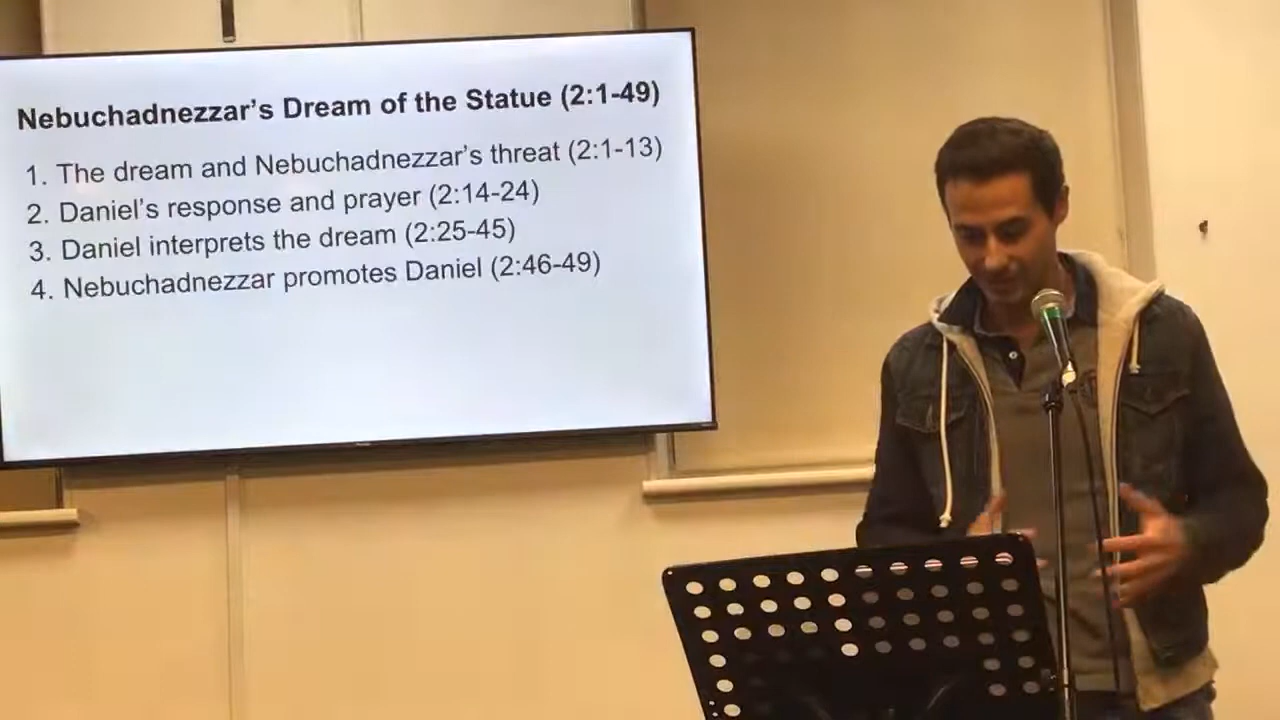 Nebuchadnezzar's Dream of the Statue (2:1-49)
1. The dream and Nebuchadnezzar's threat (2:1-13)
2. Daniel's response and prayer (2:14-24)
3. Daniel interprets the dream (2:25-45)
4. Nebuchadnezzar promotes Daniel (2:46-49)